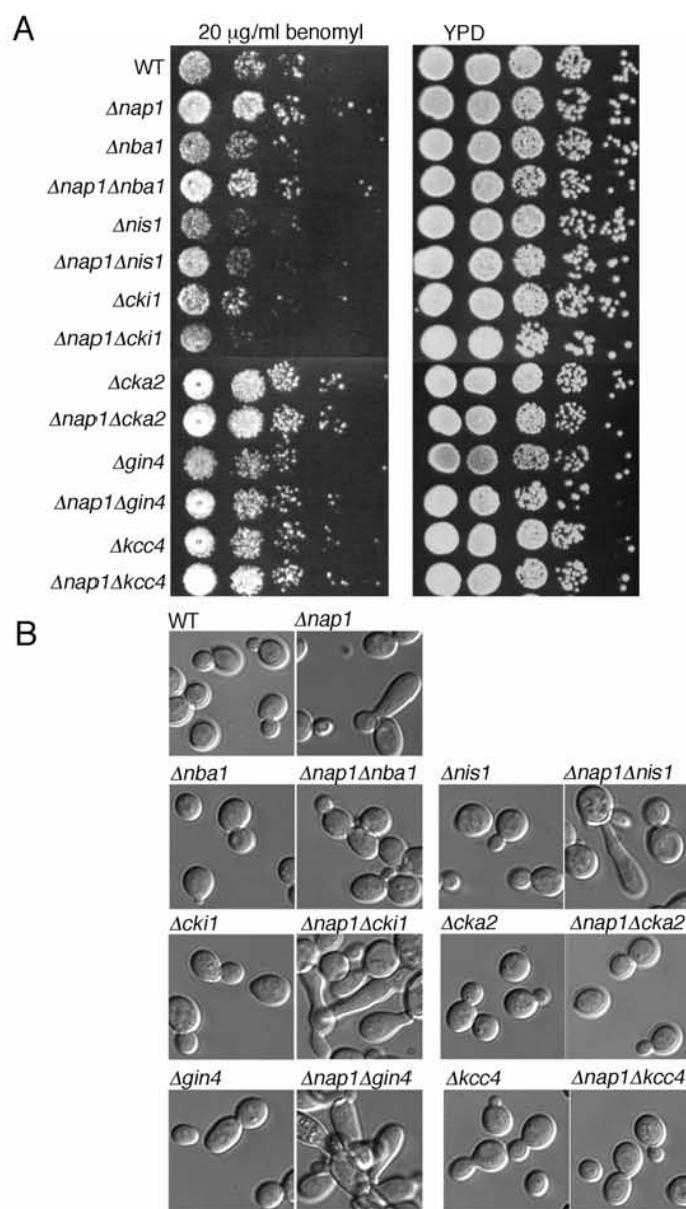 A
20 µg/ml benomyl
YPD
WT
Δnap1
Δnba1
Δnap1Δnba1
Δnis1
Δnap1Δnis1
Δcki1
Δnap1Δcki1
Δcka2
Δnap1Δcka2
Δgin4
Δnap1Δgin4
Δkcc4
Δnap1Δkcc4
B
WT Δnap1
Δnba1 Δnap1Δnba1 Δnis1 Δnap1Δnis1
Δcki1 Δnap1Δcki1 Δcka2 Δnap1Δcka2
Δgin4 Δnap1Δgin4 Δkcc4 Δnap1Δkcc4